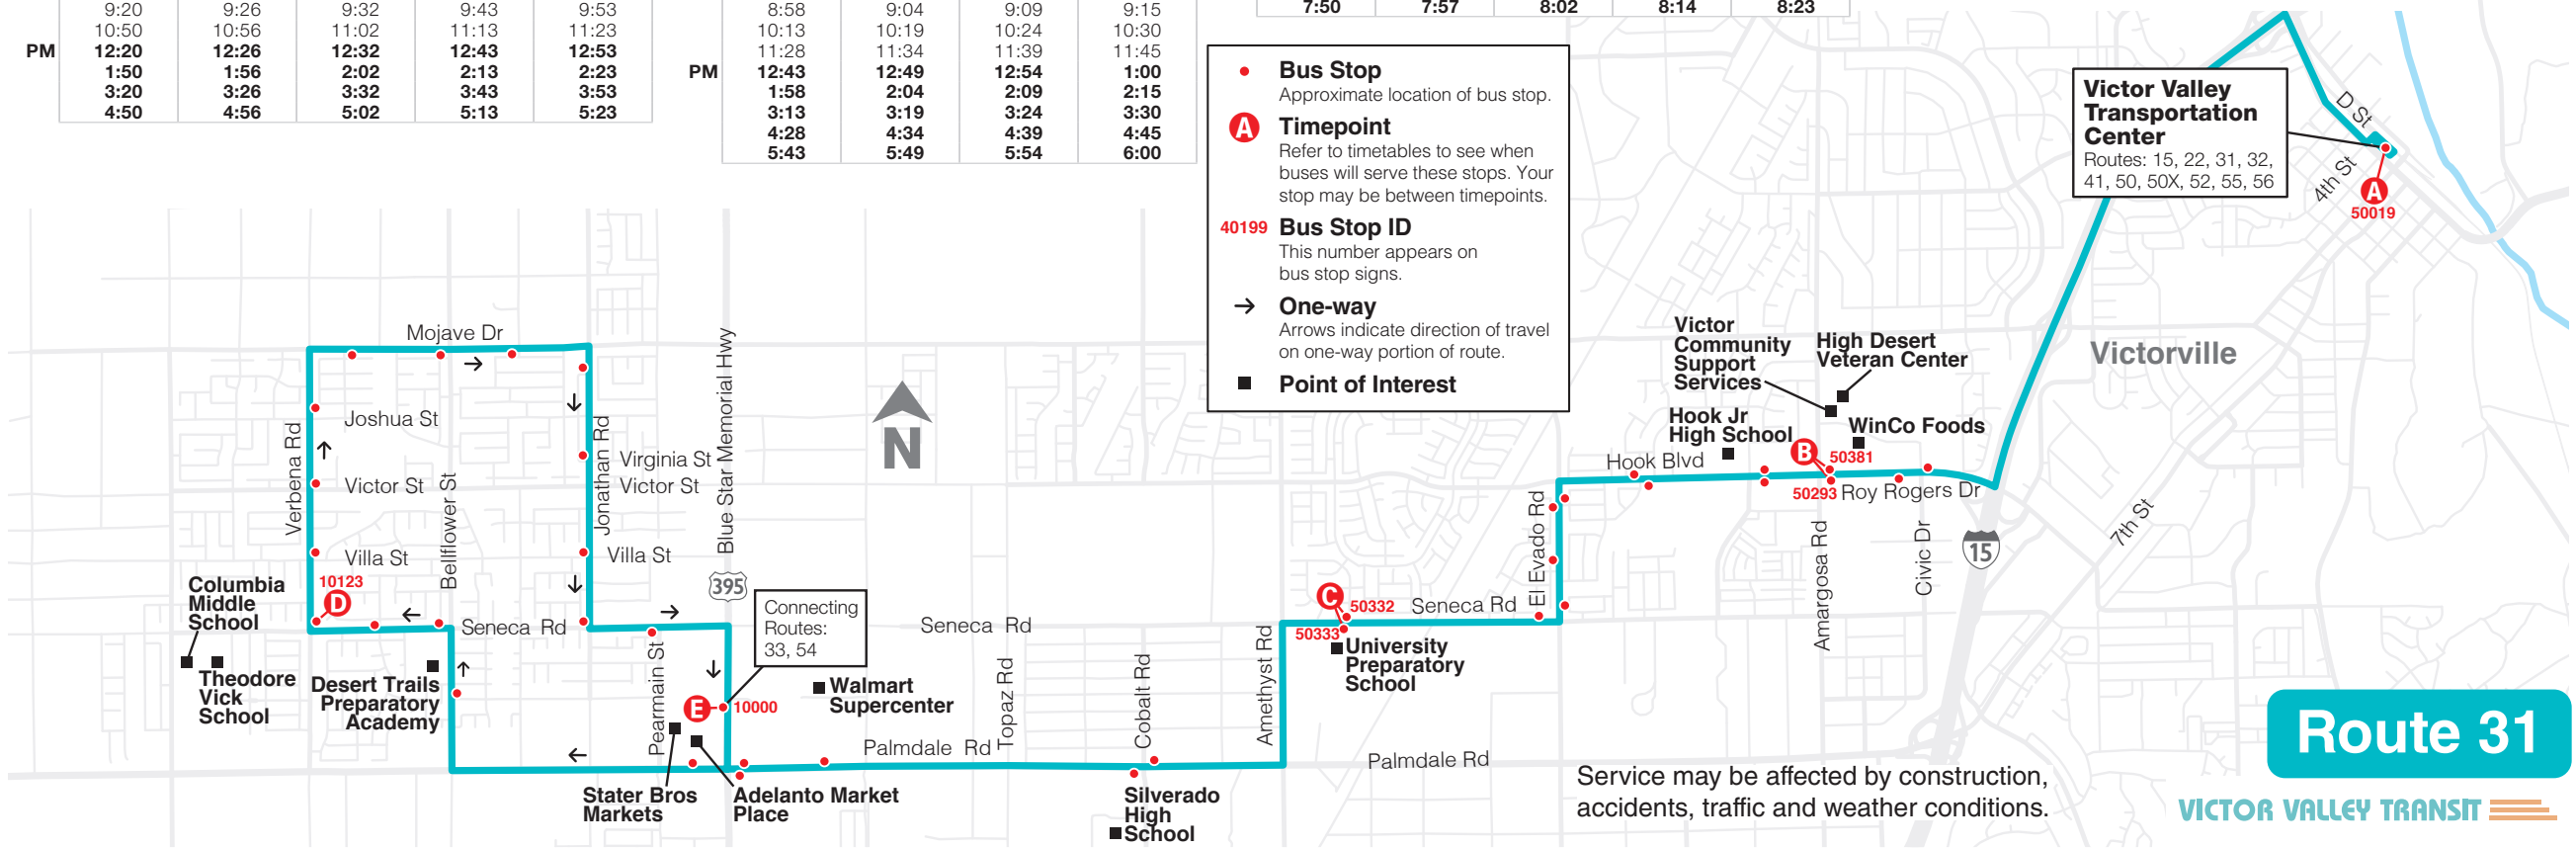 9:20 9:26 9:32 9:43 9:53
10:50 10:56 11:02 11:13 11:23
PM 12:20 12:26 12:32 12:43 12:53
1:50 1:56 2:02 2:13 2:23
3:20 3:26 3:32 3:43 3:53
4:50 4:56 5:02 5:13 5:23
8:58 9:04 9:09 9:15
10:13 10:19 10:24 10:30
11:28 11:34 11:39 11:45
PM 12:43 12:49 12:54 1:00
1:58 2:04 2:09 2:15
3:13 3:19 3:24 3:30
4:28 4:34 4:39 4:45
5:43 5:49 5:54 6:00
7:50 7:57 8:02 8:14 8:23
Bus Stop
Approximate location of bus stop.
A Timepoint
Refer to timetables to see when
buses will serve these stops. Your
stop may be between timepoints.
40199 Bus Stop ID
This number appears on
bus stop signs.
→ One-way
Arrows indicate direction of travel
on one-way portion of route.
Point of Interest
Victor Valley
Transportation
Center
Routes: 15, 22, 31, 32,
41, 50, 50X, 52, 55, 56
D St
4th St
A
50019
Victorville
Mojave Dr
Joshua St
Verbena Rd
Victor St
Bellflower St
Villa St
10123
D
Jonathan Rd
Virginia St
Victor St
Villa St
Blue Star Memorial Hwy
395
N
Columbia
Middle
School
Theodore
Vick
School
Desert Trails
Preparatory
Academy
Seneca Rd
Pearmain St
Connecting
Routes:
33, 54
E
10000
Walmart
Supercenter
Stater Bros
Markets
Adelanto Market
Place
Seneca Rd
Topaz Rd
Palmdale Rd
Cobalt Rd
Silverado
High
School
Amethyst Rd
Palmdale Rd
C
50332
50333
Seneca Rd
University
Preparatory
School
El Evado Rd
Hook Blvd
Victor
Community
Support
Services
High Desert
Veteran Center
Hook Jr
High School
WinCo Foods
B
50381
50293
Roy Rogers Dr
Amargosa Rd
Civic Dr
15
7th St
Service may be affected by construction,
accidents, traffic and weather conditions.
Route 31
VICTOR VALLEY TRANSIT